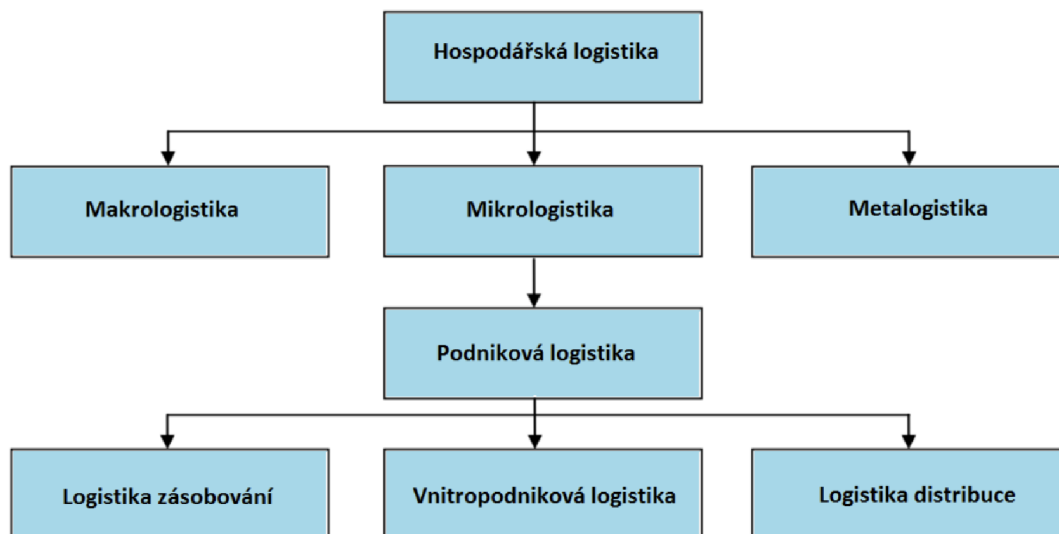 Hospodářská logistika
Makrologistika
Mikrologistika
Metalogistika
Podniková logistika
Logistika zásobování
Vnitropodniková logistika
Logistika distribuce